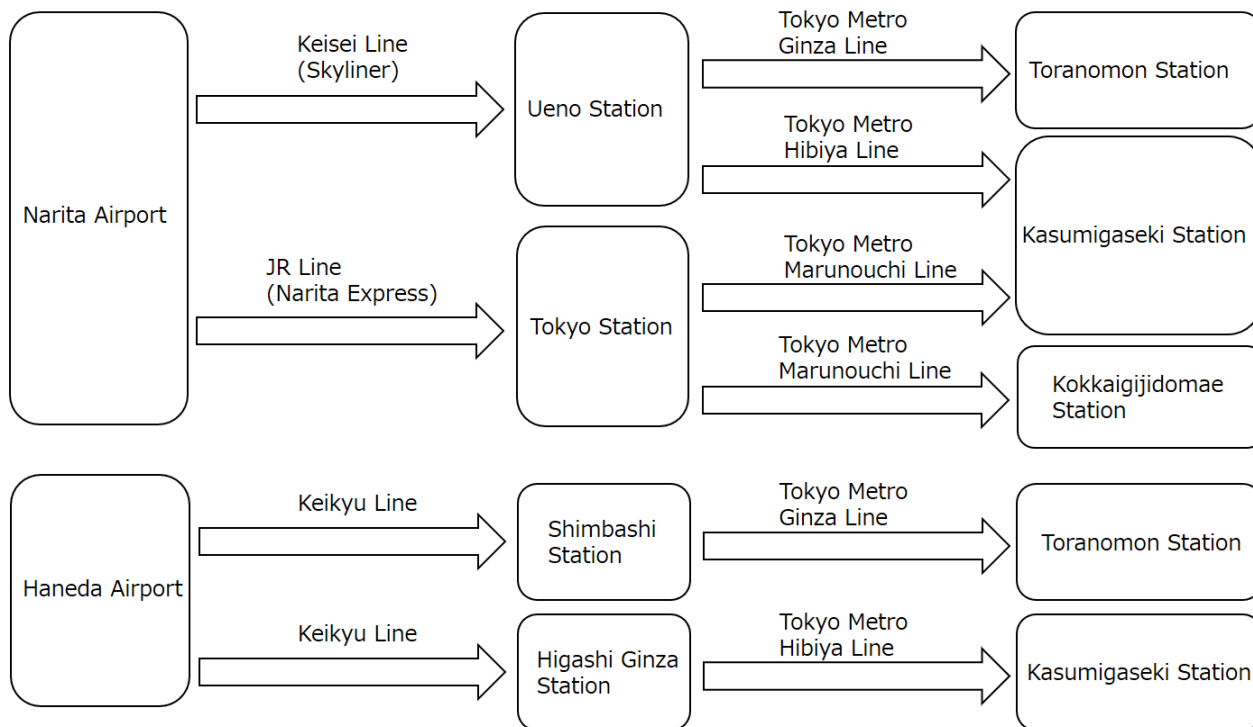 Narita Airport
Keisei Line
(Skyliner)
Ueno Station
Tokyo Metro
Ginza Line
Toranomon Station
Tokyo Metro
Hibiya Line
Kasumigaseki Station
JR Line
(Narita Express)
Tokyo Station
Tokyo Metro
Marunouchi Line
Tokyo Metro
Marunouchi Line
Kokkaigijidomae
Station
Haneda Airport
Keikyu Line
Shimbashi
Station
Tokyo Metro
Ginza Line
Toranomon Station
Keikyu Line
Higashi Ginza
Station
Tokyo Metro
Hibiya Line
Kasumigaseki Station